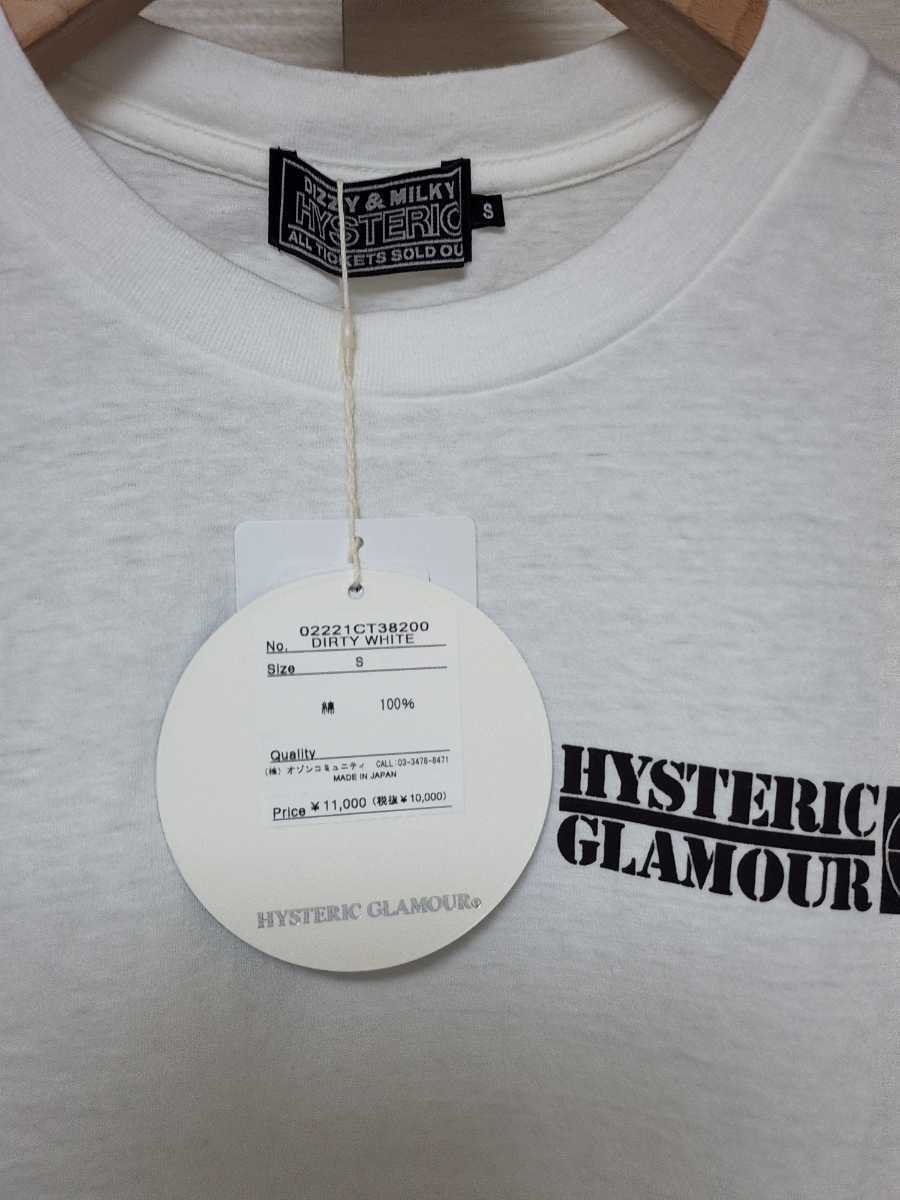 DIZZY & MILKY
HYSTERIC
ALL TICKETS SOLD OU
S
02221CT38200
No. DIRTY WHITE
Size S
綿 100%
Quality
(株) オゾンコミュニティ CALL:03-3478-8471
MADE IN JAPAN
Price ¥11,000 (税抜¥10,000)
HYSTERIC GLAMOUR®
HYSTERIC
GLAMOUR